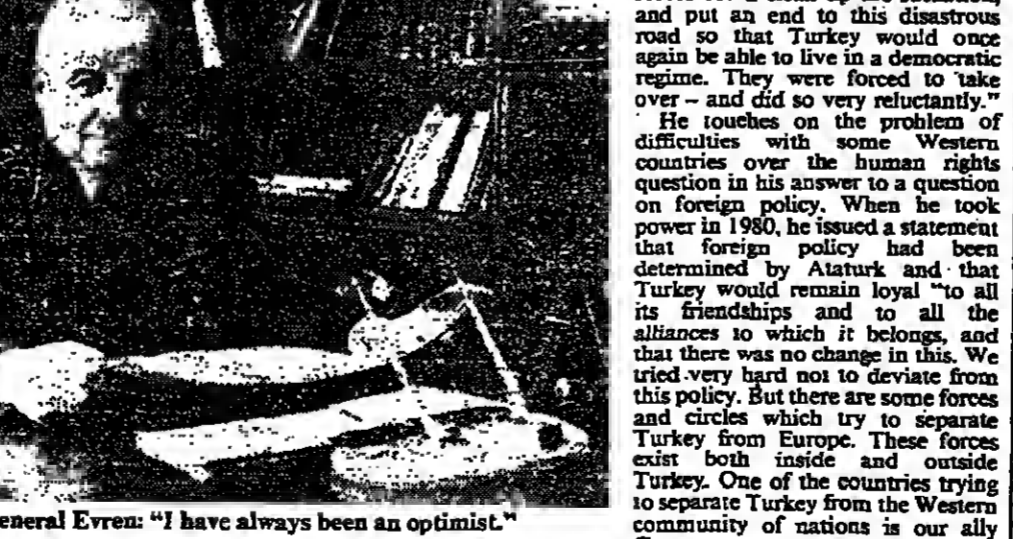 and put an end to this disastrous
road so that Turkey would once
again be able to live in a democratic
regime. They were forced to take
over – and did so very reluctantly."
He touches on the problem of
difficulties with some Western
countries over the human rights
question in his answer to a question
on foreign policy. When he took
power in 1980, he issued a statement
that foreign policy had been
determined by Ataturk and that
Turkey would remain loyal "to all
its friendships and to all the
alliances to which it belongs, and
that there was no change in this. We
tried very hard not to deviate from
this policy. But there are some forces
and circles which try to separate
Turkey from Europe. These forces
exist both inside and outside
Turkey. One of the countries trying
to separate Turkey from the Western
community of nations is our ally
eneral Evren: "I have always been an optimist."